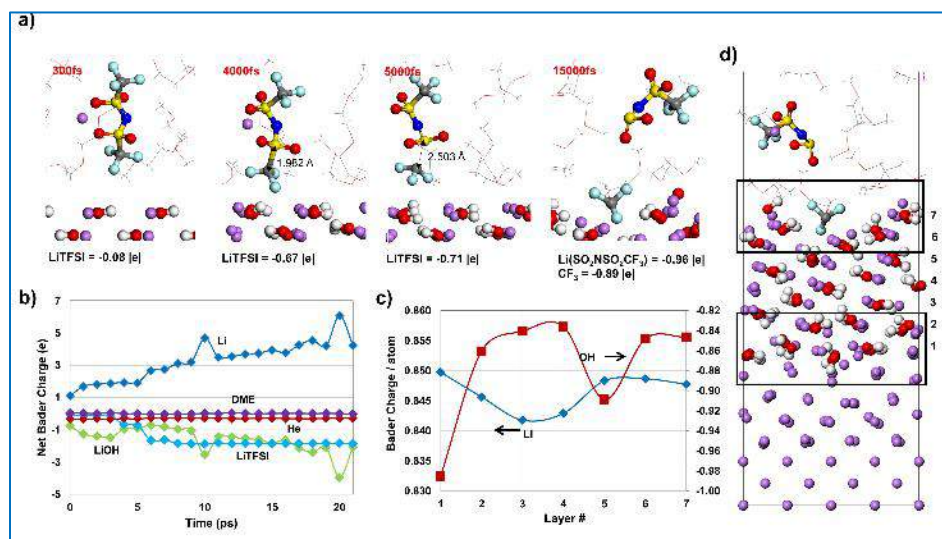 a)
300fs
4000fs
5000fs
15000fs
1.982 Å
2.503 Å
LiTFSI = -0.08 |e|
LiTFSI = -0.67 |e|
LiTFSI = -0.71 |e|
Li(SO₂NSO₂CF₃) = -0.96 |e|
CF₃ = -0.89 |e|
b)
Net Bader Charge (e)
7
5
3
1
-1
-3
-5
Li
DME
He
LiOH
LiTFSI
0
5
10
15
20
Time (ps)
c)
Bader Charge / atom
0.860
0.855
0.850
0.845
0.840
0.835
0.830
OH
Li
-0.82
-0.84
-0.86
-0.88
-0.90
-0.92
-0.94
-0.96
-0.98
-1.00
1
2
3
4
5
6
7
Layer #
d)
7
6
5
4
3
2
1